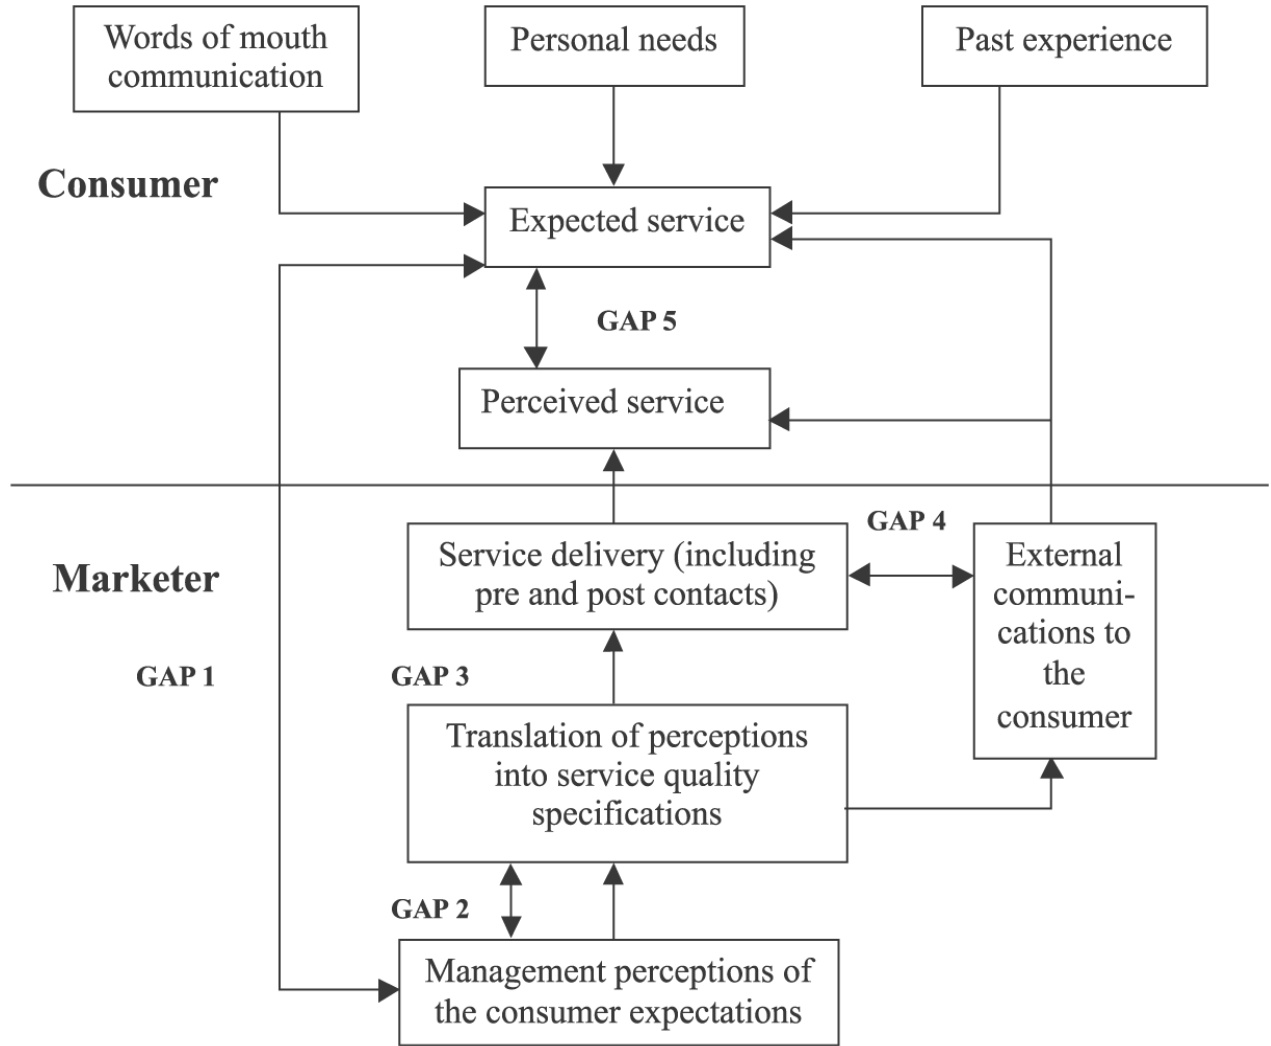 Words of mouth
communication
Personal needs
Past experience
Consumer
Expected service
GAP 5
Perceived service
GAP 4
Service delivery (including
pre and post contacts)
External
communi-
cations to
the
consumer
Marketer
GAP 1
GAP 3
Translation of perceptions
into service quality
specifications
GAP 2
Management perceptions of
the consumer expectations